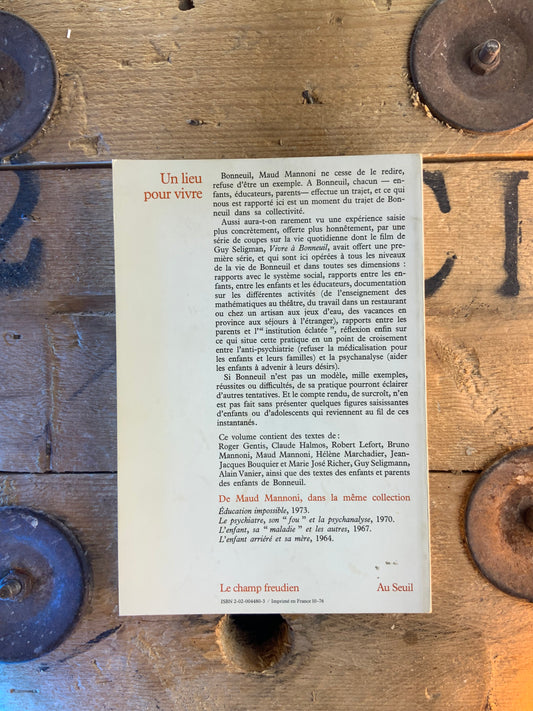 Un lieu
pour vivre
Bonneuil, Maud Mannoni ne cesse de le redire,
refuse d'être un exemple. A Bonneuil, chacun — en-
fants, éducateurs, parents— effectue un trajet, et ce qui
nous est rapporté ici est un moment du trajet de Bon-
neuil dans sa collectivité.
Aussi aura-t-on rarement vu une expérience saisie
plus concrètement, offerte plus honnêtement, par une
série de coupes sur la vie quotidienne dont le film de
Guy Seligman, Vivre à Bonneuil, avait offert une pre-
mière série, et qui sont ici opérées à tous les niveaux
de la vie de Bonneuil et dans toutes ses dimensions :
rapports avec le système social, rapports entre les en-
fants, entre les enfants et les éducateurs, documentation
sur les différentes activités (de l'enseignement des
mathématiques au théâtre, du travail dans un restaurant
ou chez un artisan aux jeux d'eau, des vacances en
province aux séjours à l'étranger), rapports entre les
parents et l'“ institution éclatée ”, réflexion enfin sur
ce qui situe cette pratique en un point de croisement
entre l'anti-psychiatrie (refuser la médicalisation pour
les enfants et leurs familles) et la psychanalyse (aider
les enfants à advenir à leurs désirs).
Si Bonneuil n'est pas un modèle, mille exemples,
réussites ou difficultés, de sa pratique pourront éclairer
d'autres tentatives. Et le compte rendu, de surcroît, n'en
est pas fait sans présenter quelques figures saisissantes
d'enfants ou d'adolescents qui reviennent au fil de ces
instantanés.
Ce volume contient des textes de :
Roger Gentis, Claude Halmos, Robert Lefort, Bruno
Mannoni, Maud Mannoni, Hélène Marchadier, Jean-
Jacques Bouquier et Marie José Richer, Guy Seligmann,
Alain Vanier, ainsi que des textes des enfants et parents
des enfants de Bonneuil.
De Maud Mannoni, dans la même collection
Éducation impossible, 1973.
Le psychiatre, son “ fou ” et la psychanalyse, 1970.
L'enfant, sa “ maladie ” et les autres, 1967.
L'enfant arriéré et sa mère, 1964.
Le champ freudien
Au Seuil
ISBN 2-02-004480-5 / Imprimé en France 10-76